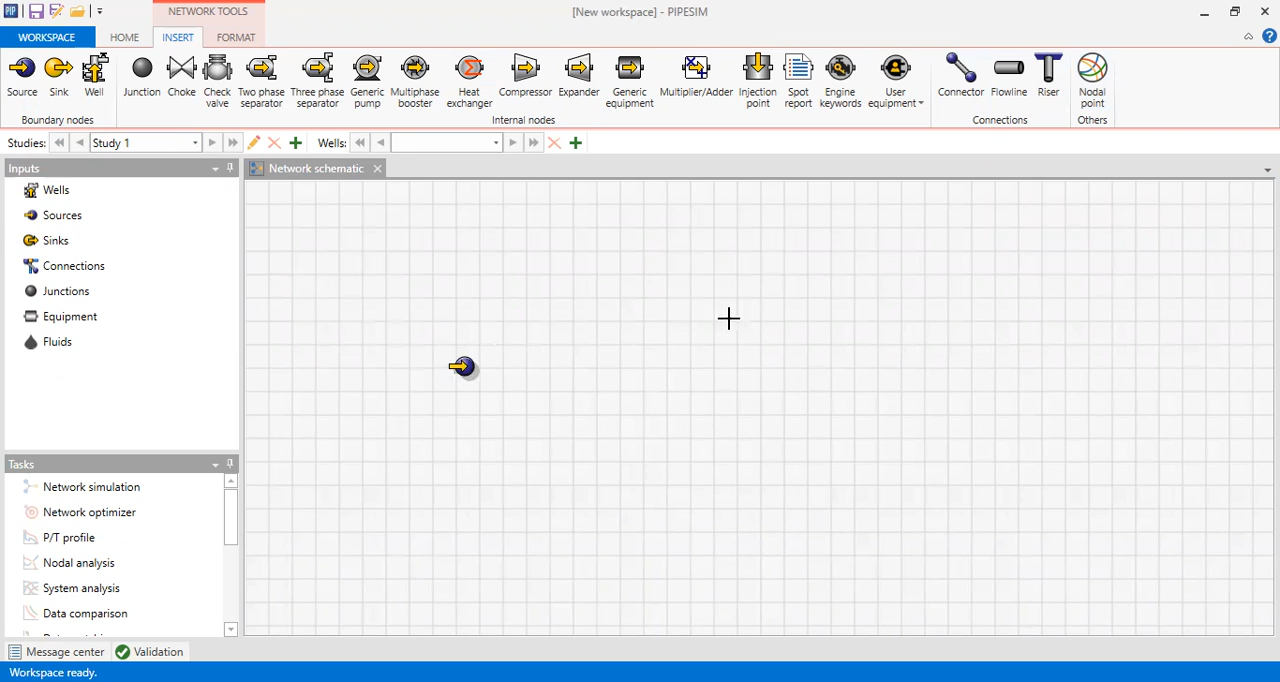 PIP NETWORK TOOLS [New workspace] - PIPESIM
WORKSPACE HOME INSERT FORMAT
Source Sink Well Junction Choke Check valve Two phase separator Three phase separator Generic pump Multiphase booster Heat exchanger Compressor Expander Generic equipment Multiplier/Adder Injection point Spot report Engine keywords User equipment Connector Flowline Riser Nodal point
Boundary nodes Internal nodes Connections Others
Studies: Study 1 Wells:
Inputs
Wells
Sources
Sinks
Connections
Junctions
Equipment
Fluids
Network schematic
Tasks
Network simulation
Network optimizer
P/T profile
Nodal analysis
System analysis
Data comparison
Message center Validation
Workspace ready.